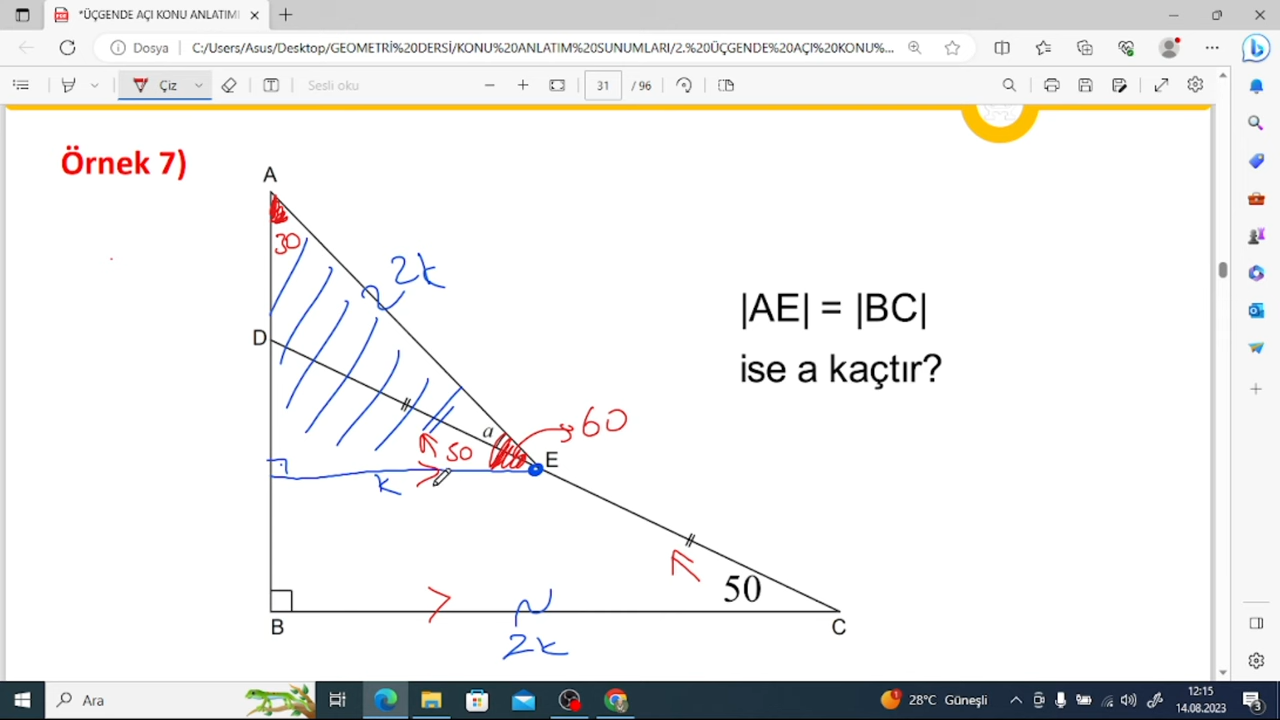 *ÜÇGENDE AÇI KONU ANLATIMI
Dosya C:/Users/Asus/Desktop/GEOMETRİ%20DERSİ/KONU%20ANLATIM%20SUNUMLARI/2.%20ÜÇGENDE%20AÇI%20KONU%...
Çiz Sesli oku 31 / 96
Örnek 7)
A
30
2k
D
|AE| = |BC|
ise a kaçtır?
a
60
50
E
k
50
B
C
2k
Ara
28°C Güneşli
12:15
14.08.2023
3